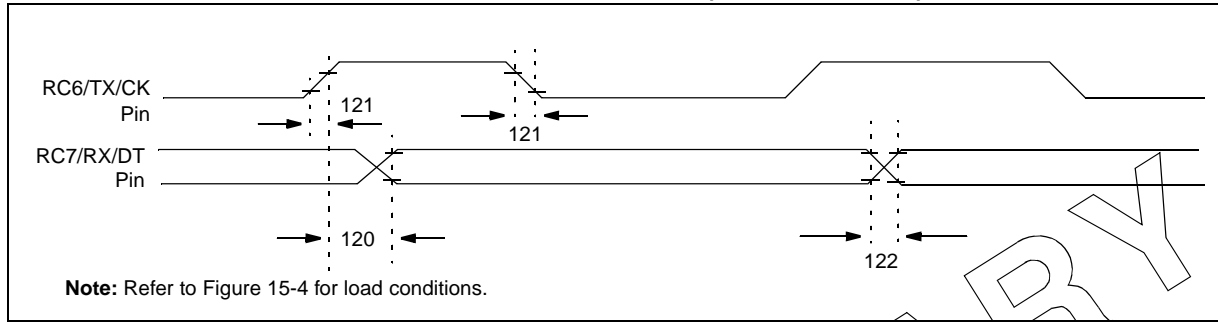 RC6/TX/CK
Pin
121
121
RC7/RX/DT
Pin
120
122
Note: Refer to Figure 15-4 for load conditions.
R Y